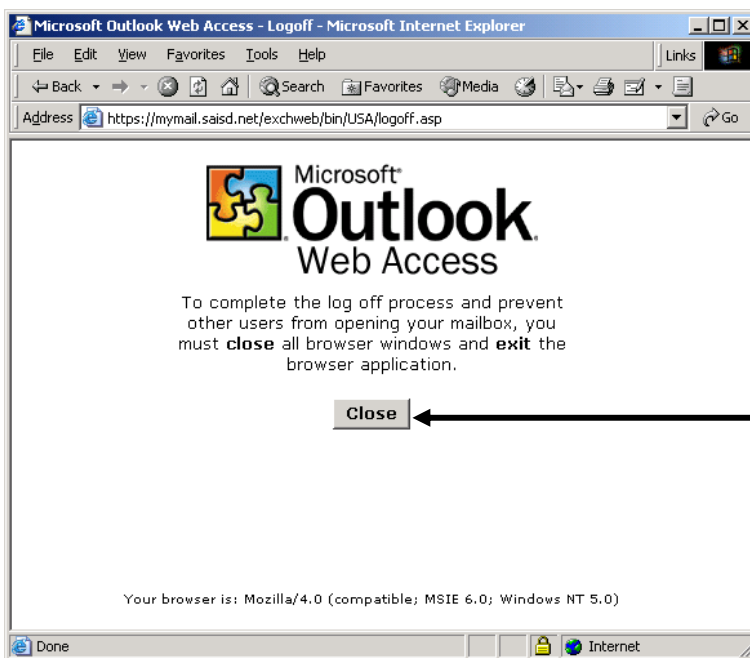 Microsoft Outlook Web Access - Logoff - Microsoft Internet Explorer
File Edit View Favorites Tools Help Links
Back Search Favorites Media
Address https://mymail.saisd.net/exchweb/bin/USA/logoff.asp Go
Microsoft®
Outlook.
Web Access
To complete the log off process and prevent
other users from opening your mailbox, you
must close all browser windows and exit the
browser application.
Close
Your browser is: Mozilla/4.0 (compatible; MSIE 6.0; Windows NT 5.0)
Done Internet